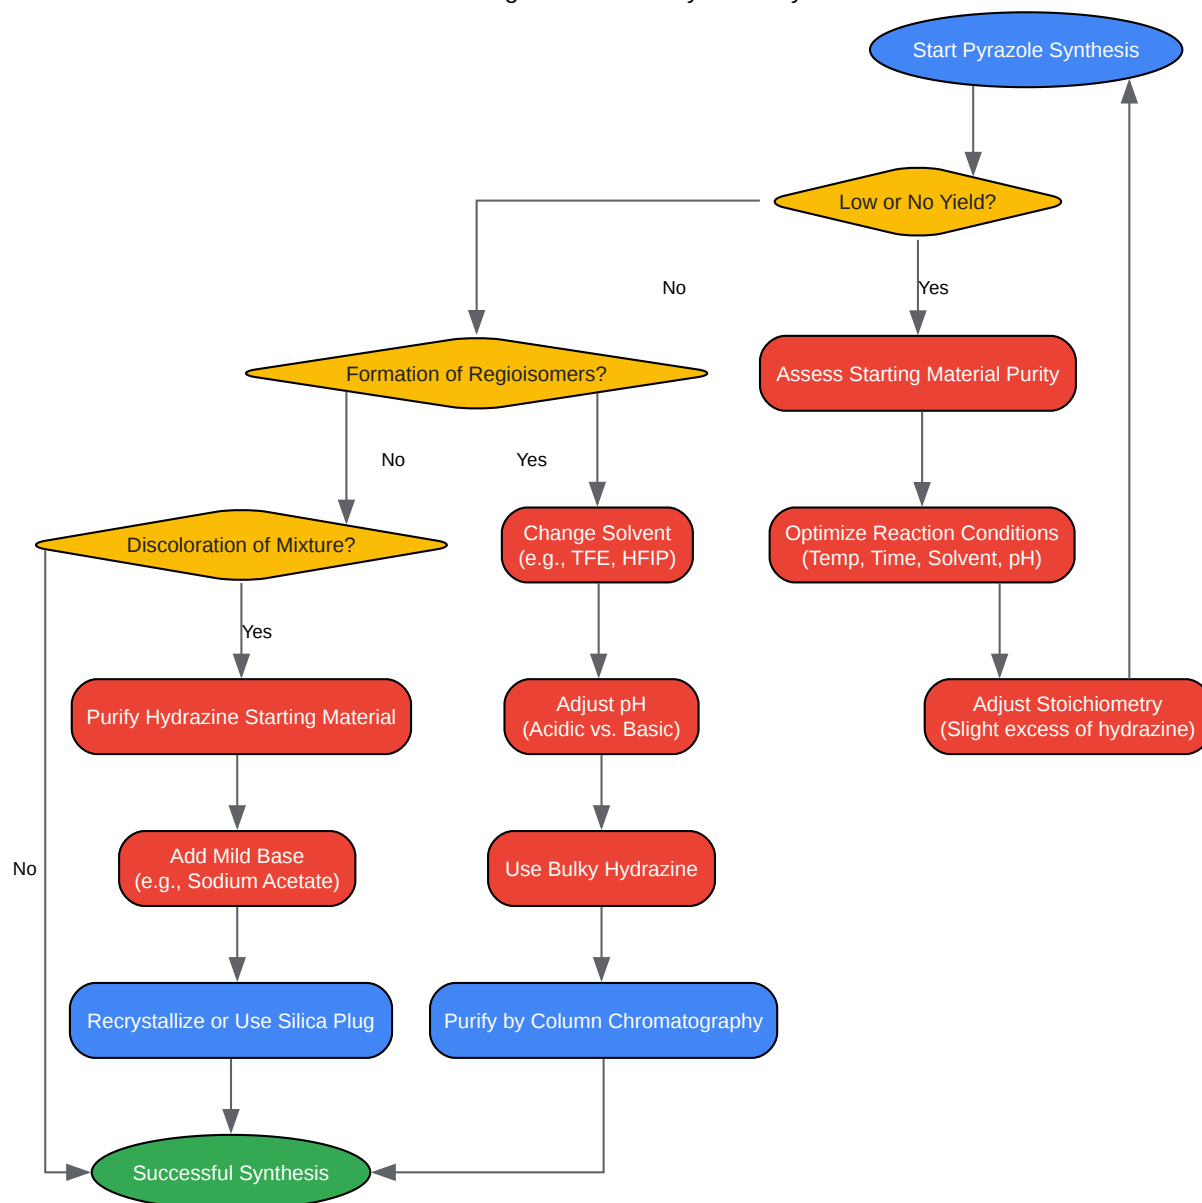 Start Pyrazole Synthesis
Low or No Yield?
No
Yes
Formation of Regioisomers?
Assess Starting Material Purity
No
Yes
Discoloration of Mixture?
Change Solvent
(e.g., TFE, HFIP)
Optimize Reaction Conditions
(Temp, Time, Solvent, pH)
Yes
Purify Hydrazine Starting Material
Adjust pH
(Acidic vs. Basic)
Adjust Stoichiometry
(Slight excess of hydrazine)
No
Add Mild Base
(e.g., Sodium Acetate)
Use Bulky Hydrazine
Recrystallize or Use Silica Plug
Purify by Column Chromatography
Successful Synthesis